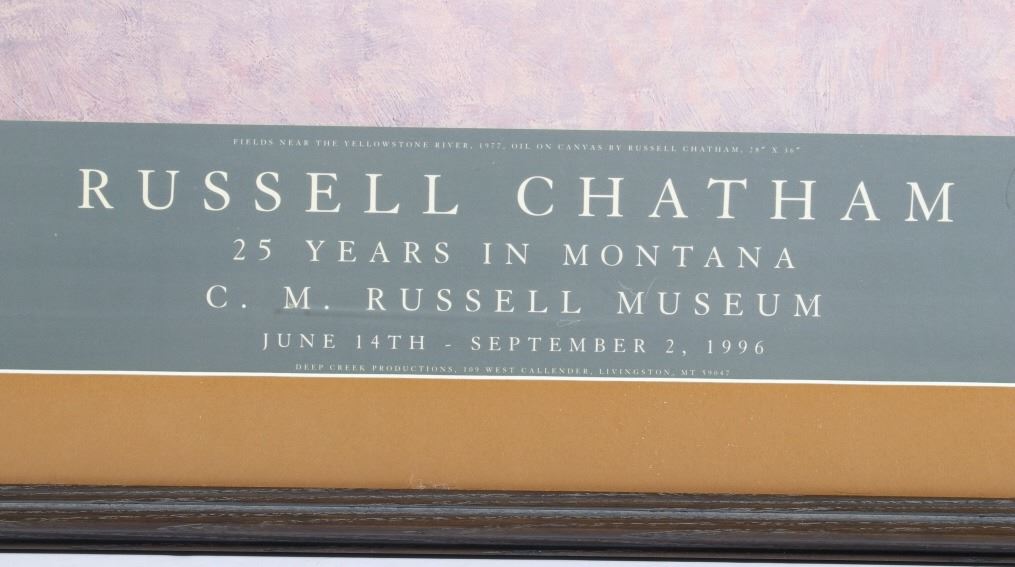 FIELDS NEAR THE YELLOWSTONE RIVER, 1977, OIL ON CANVAS BY RUSSELL CHATHAM, 28" X 36"
RUSSELL CHATHAM
25 YEARS IN MONTANA
C. M. RUSSELL MUSEUM
JUNE 14TH - SEPTEMBER 2, 1996
DEEP CREEK PRODUCTIONS, 109 WEST CALLENDER, LIVINGSTON, MT 59047